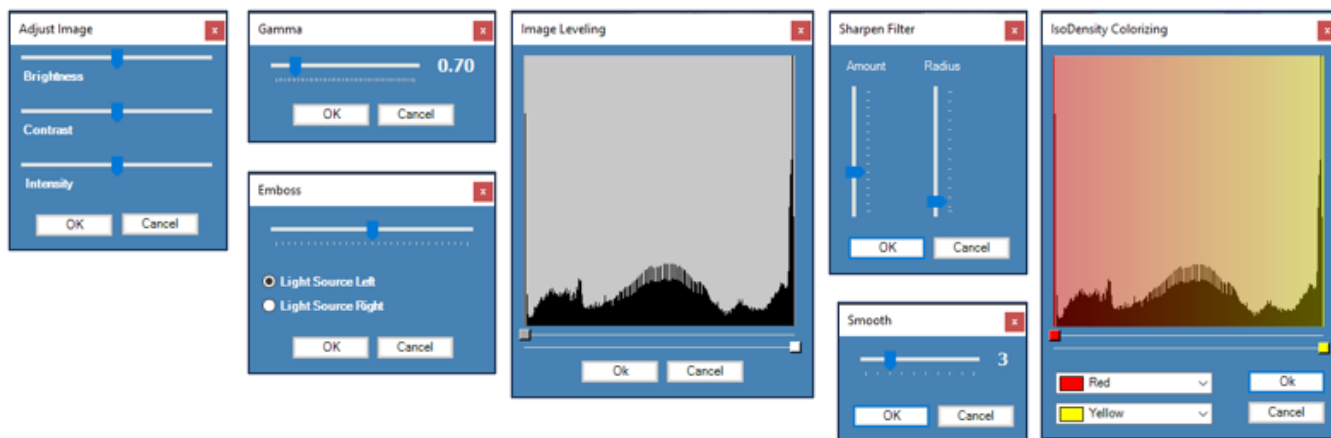 Adjust Image x
Brightness
Contrast
Intensity
OK Cancel
Gamma x
0.70
OK Cancel
Emboss x
Light Source Left
Light Source Right
OK Cancel
Image Leveling x
Ok Cancel
Sharpen Filter x
Amount Radius
OK Cancel
Smooth x
3
OK Cancel
IsoDensity Colorizing x
Red Ok
Yellow Cancel